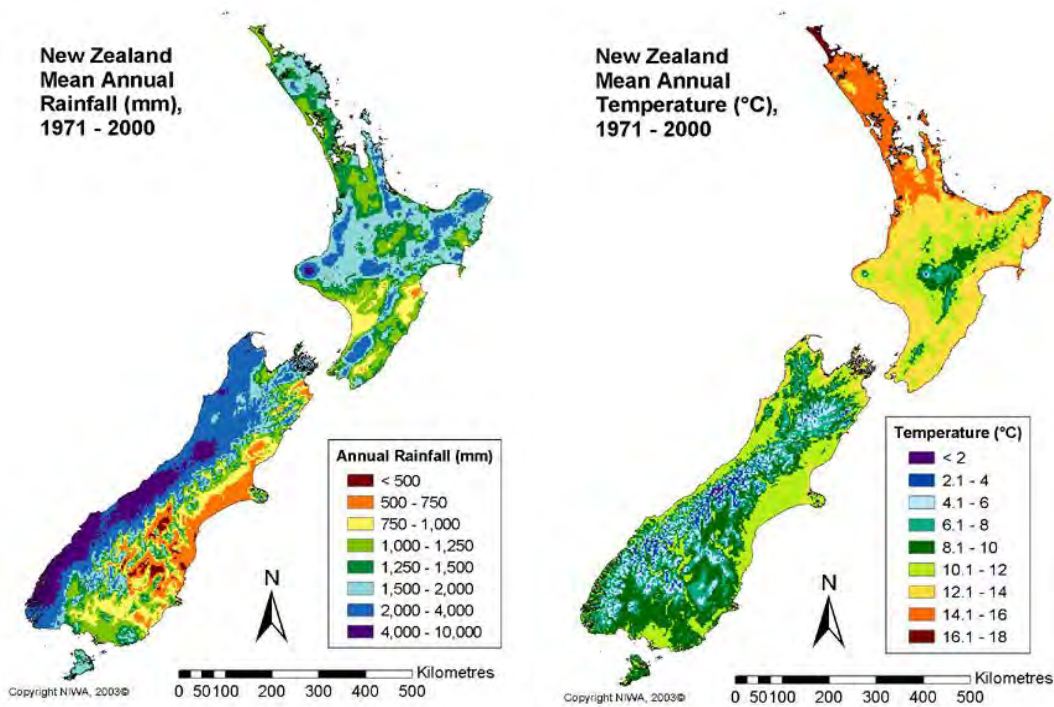 New Zealand
Mean Annual
Rainfall (mm),
1971 - 2000
Annual Rainfall (mm)
< 500
500 - 750
750 - 1,000
1,000 - 1,250
1,250 - 1,500
1,500 - 2,000
2,000 - 4,000
4,000 - 10,000
N
Kilometres
0 50 100 200 300 400 500
Copyright NIWA, 2003©
New Zealand
Mean Annual
Temperature (°C),
1971 - 2000
Temperature (°C)
< 2
2.1 - 4
4.1 - 6
6.1 - 8
8.1 - 10
10.1 - 12
12.1 - 14
14.1 - 16
16.1 - 18
N
Kilometres
0 50 100 200 300 400 500
Copyright NIWA, 2003©